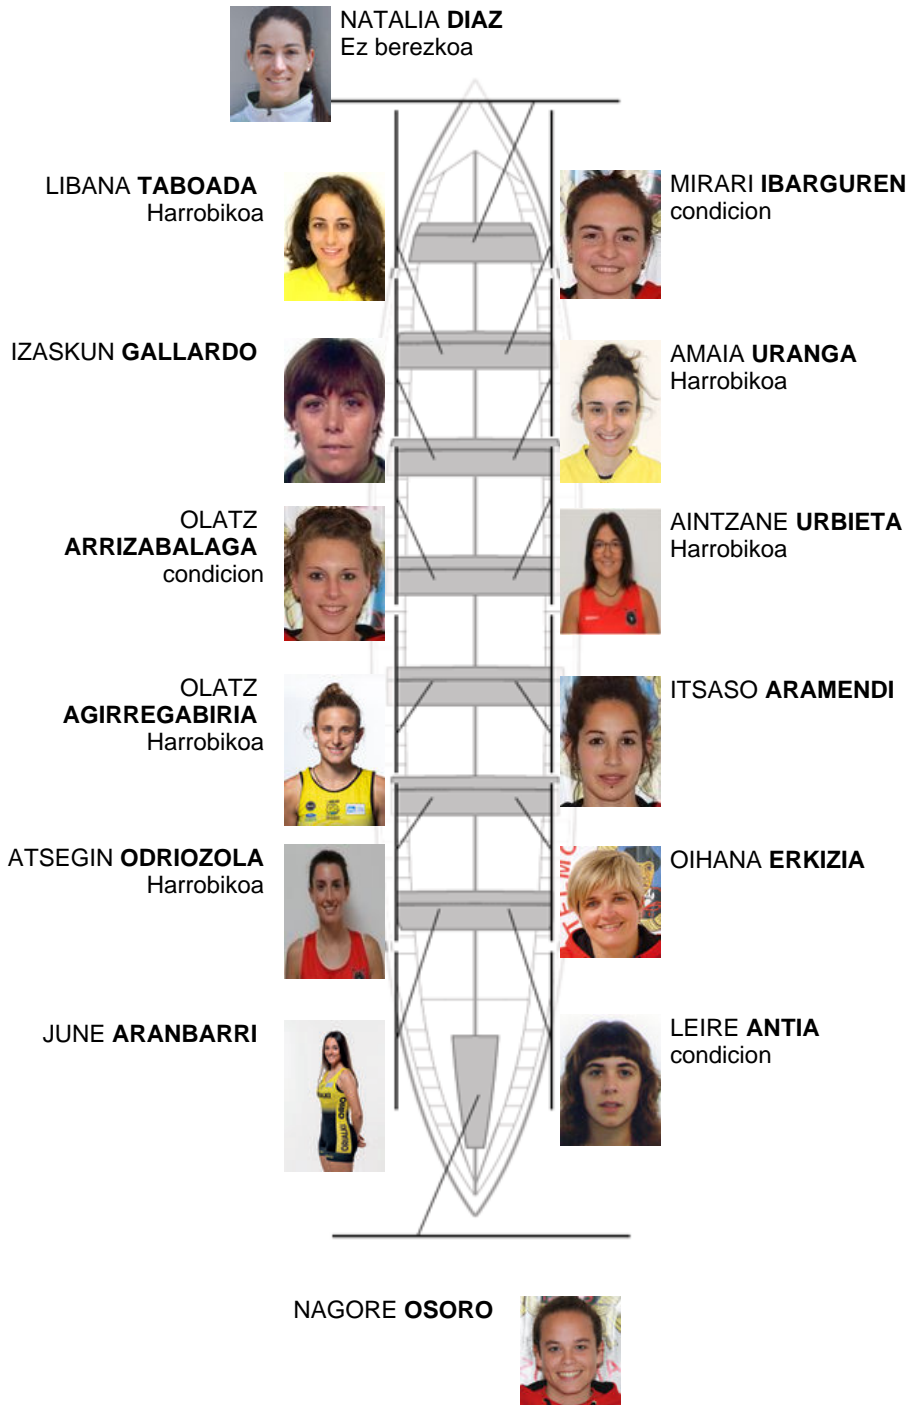 NATALIA DIAZ
Ez berezkoa
LIBANA TABOADA
Harrobikoa
MIRARI IBARGUREN
condicion
IZASKUN GALLARDO
AMAIA URANGA
Harrobikoa
OLATZ
ARRIZABALAGA
condicion
AINTZANE URBIETA
Harrobikoa
OLATZ
AGIRREGABIRIA
Harrobikoa
ITSASO ARAMENDI
ATSEGIN ODRIOZOLA
Harrobikoa
OIHANA ERKIZIA
JUNE ARANBARRI
LEIRE ANTIA
condicion
NAGORE OSORO